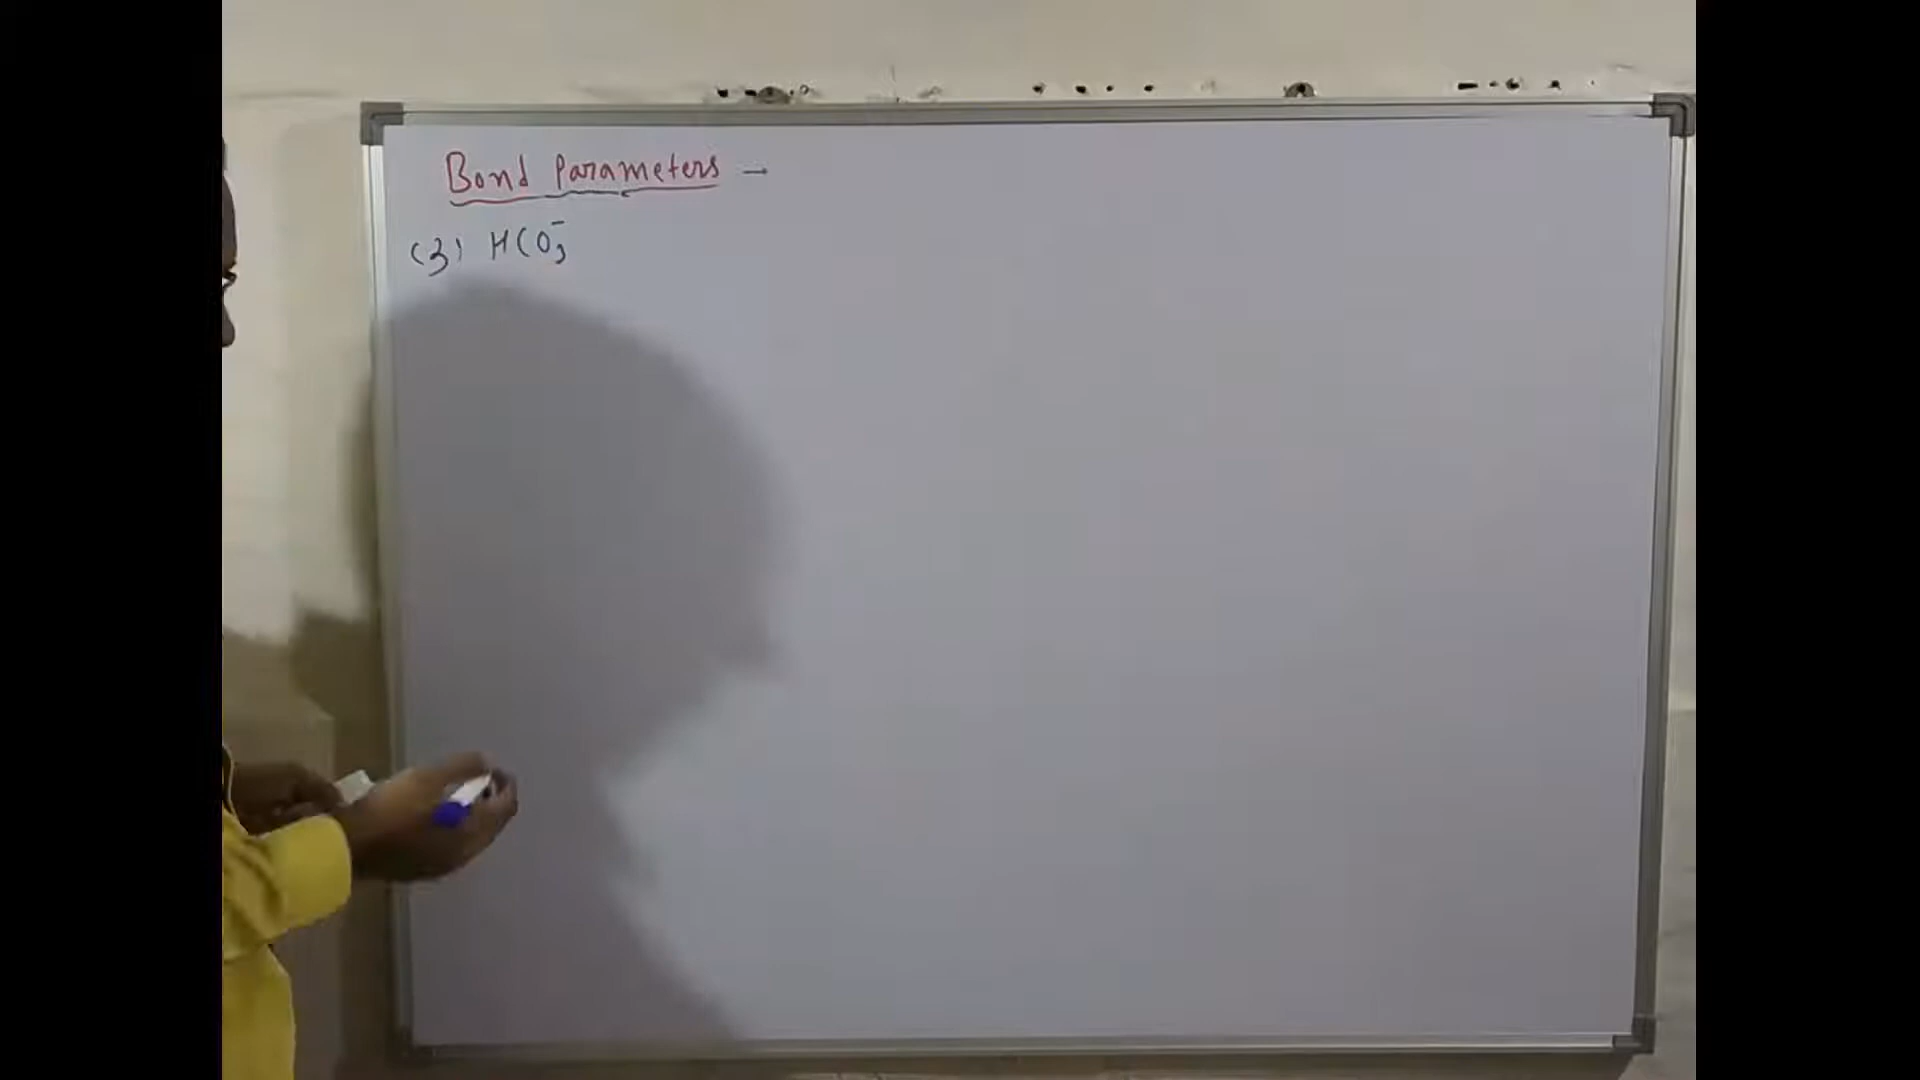 Bond Parameters →
(3) HCO₃⁻